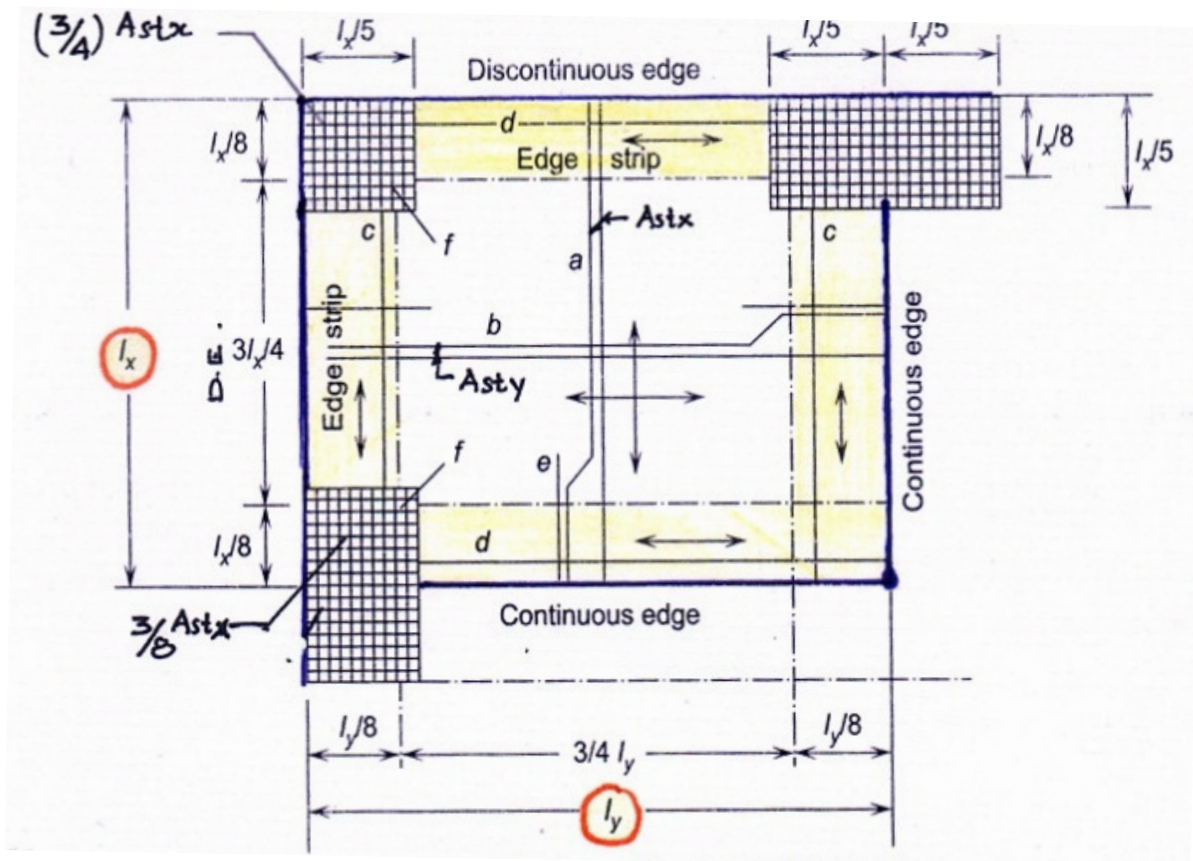 (3/4) Astx
lx/5
lx/5
lx/5
Discontinuous edge
lx/8
d
Edge strip
lx/8
lx/5
Astx
c
f
a
c
Edge strip
b
D.E.
3lx/4
lx
Asty
Continuous edge
e
f
lx/8
d
3/8 Astx
Continuous edge
ly/8
3/4 ly
ly/8
ly